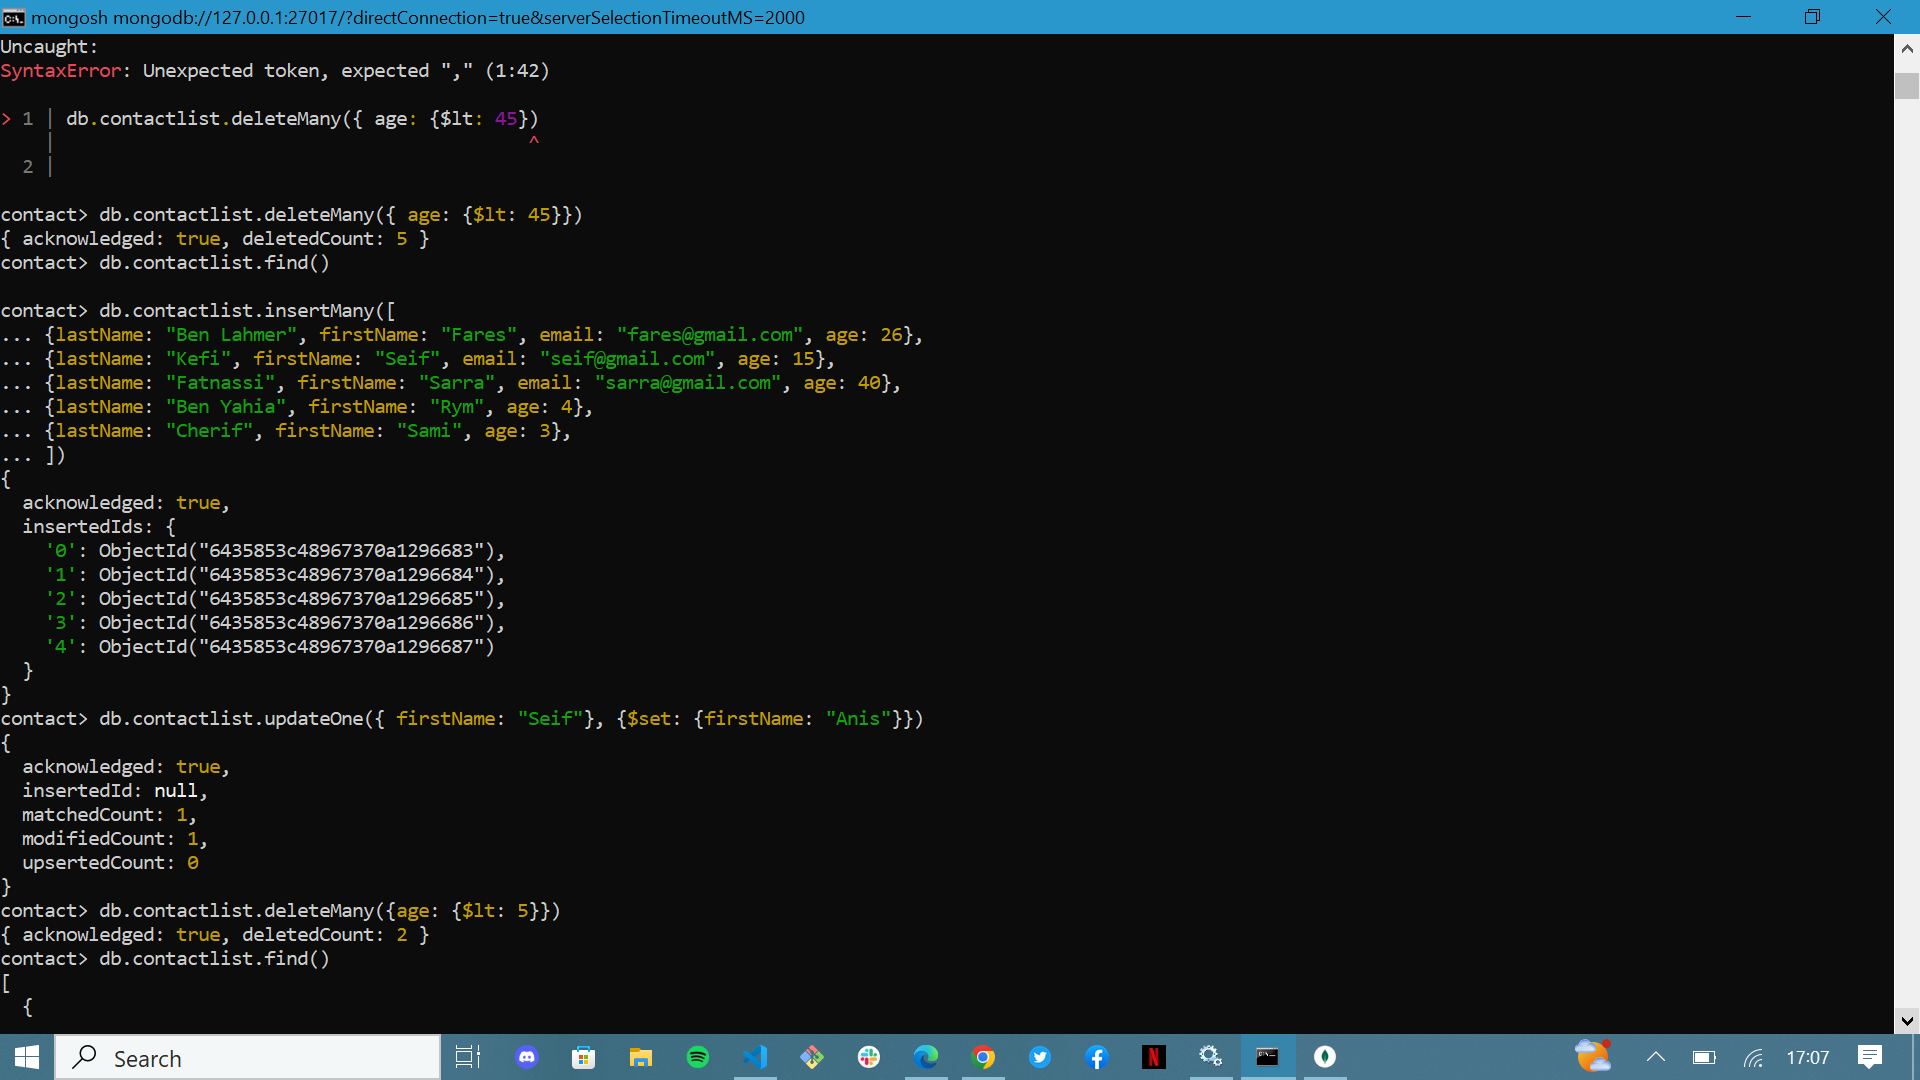 mongosh mongodb://127.0.0.1:27017/?directConnection=true&serverSelectionTimeoutMS=2000
Uncaught:
SyntaxError: Unexpected token, expected "," (1:42)
> 1 | db.contactlist.deleteMany({ age: {$lt: 45})
| ^
2 |
contact> db.contactlist.deleteMany({ age: {$lt: 45}})
{ acknowledged: true, deletedCount: 5 }
contact> db.contactlist.find()
contact> db.contactlist.insertMany([
... {lastName: "Ben Lahmer", firstName: "Fares", email: "fares@gmail.com", age: 26},
... {lastName: "Kefi", firstName: "Seif", email: "seif@gmail.com", age: 15},
... {lastName: "Fatnassi", firstName: "Sarra", email: "sarra@gmail.com", age: 40},
... {lastName: "Ben Yahia", firstName: "Rym", age: 4},
... {lastName: "Cherif", firstName: "Sami", age: 3},
... ])
{
  acknowledged: true,
  insertedIds: {
    '0': ObjectId("6435853c48967370a1296683"),
    '1': ObjectId("6435853c48967370a1296684"),
    '2': ObjectId("6435853c48967370a1296685"),
    '3': ObjectId("6435853c48967370a1296686"),
    '4': ObjectId("6435853c48967370a1296687")
  }
}
contact> db.contactlist.updateOne({ firstName: "Seif"}, {$set: {firstName: "Anis"}})
{
  acknowledged: true,
  insertedId: null,
  matchedCount: 1,
  modifiedCount: 1,
  upsertedCount: 0
}
contact> db.contactlist.deleteMany({age: {$lt: 5}})
{ acknowledged: true, deletedCount: 2 }
contact> db.contactlist.find()
[
  {
Search
17:07